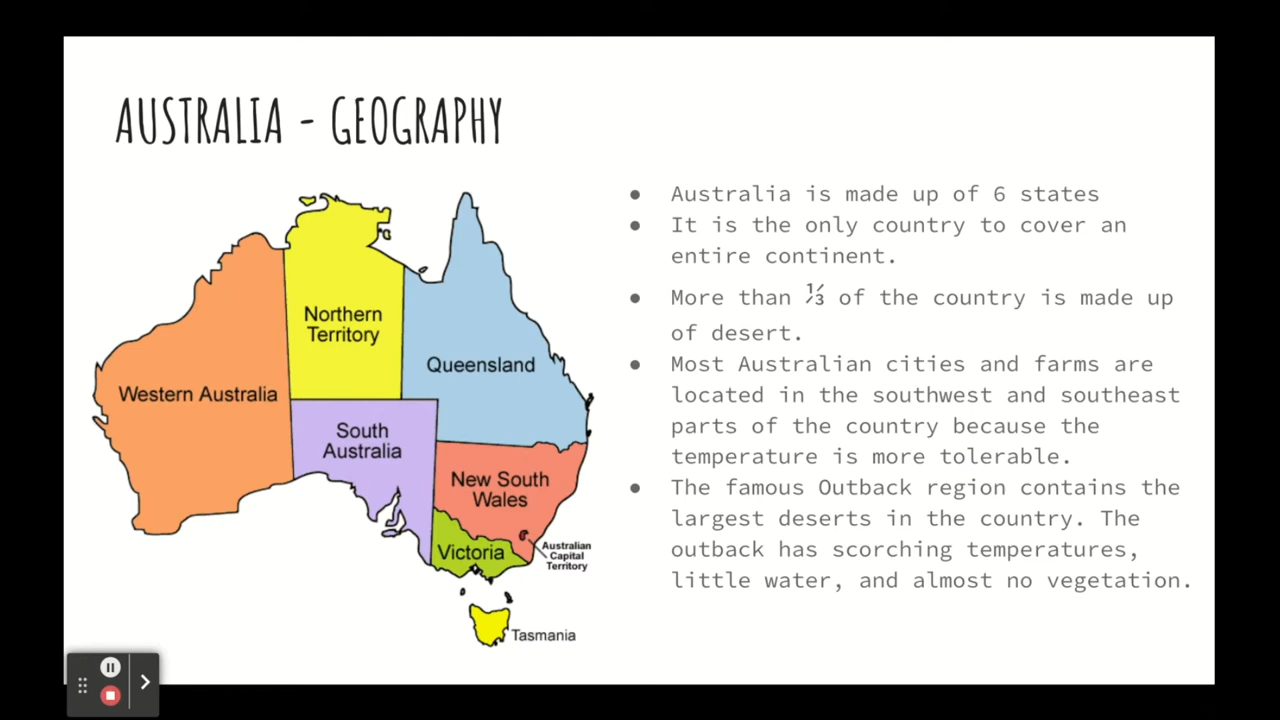 AUSTRALIA - GEOGRAPHY
Northern
Territory
Queensland
Western Australia
South
Australia
New South
Wales
Victoria
Australian
Capital
Territory
Tasmania
● Australia is made up of 6 states
● It is the only country to cover an
entire continent.
● More than ⅓ of the country is made up
of desert.
● Most Australian cities and farms are
located in the southwest and southeast
parts of the country because the
temperature is more tolerable.
● The famous Outback region contains the
largest deserts in the country. The
outback has scorching temperatures,
little water, and almost no vegetation.